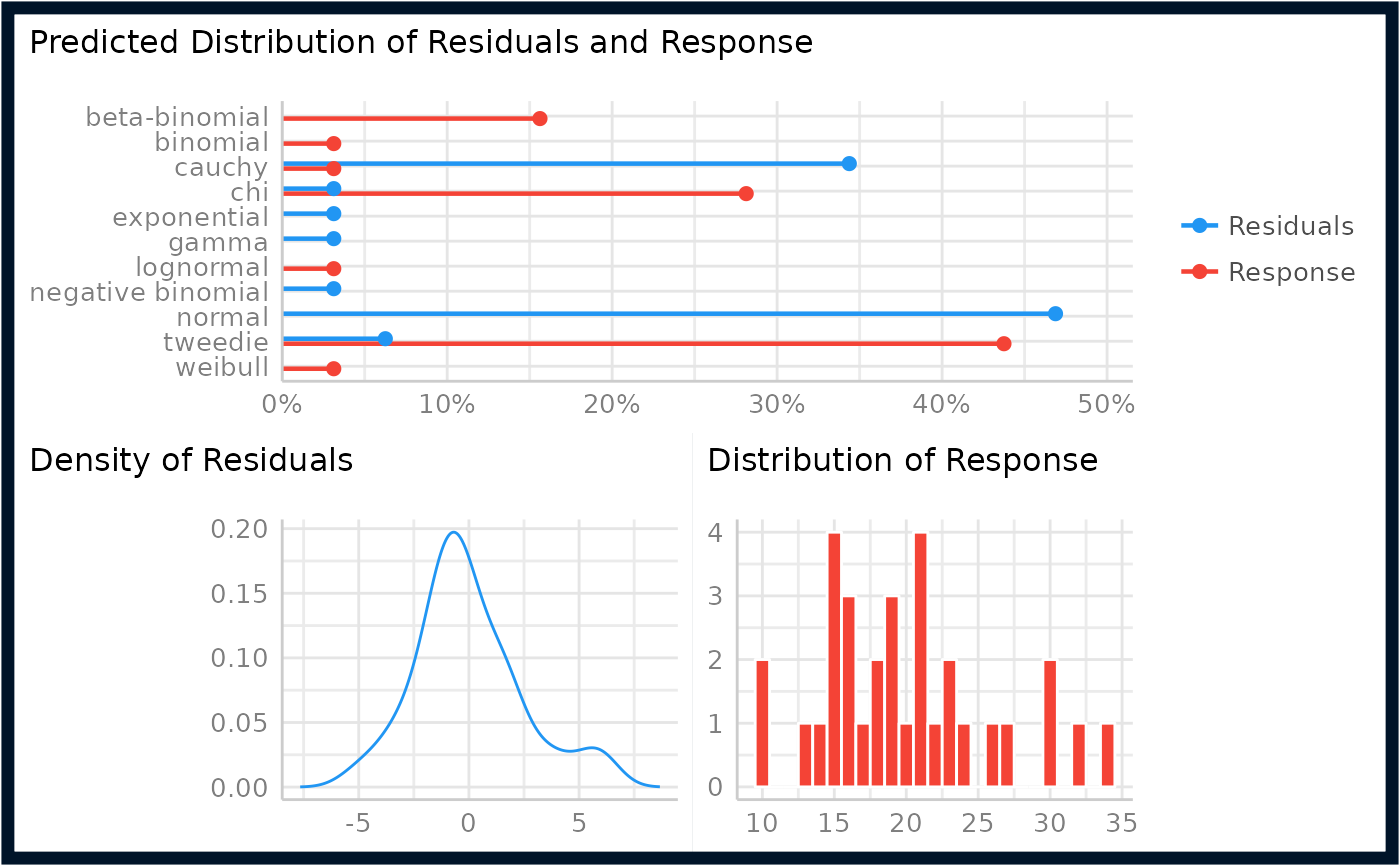 Predicted Distribution of Residuals and Response
beta-binomial
binomial
cauchy
chi
exponential
gamma
lognormal
negative binomial
normal
tweedie
weibull
0% 10% 20% 30% 40% 50%
Residuals
Response
Density of Residuals
0.20
0.15
0.10
0.05
0.00
-5 0 5
Distribution of Response
4
3
2
1
0
10 15 20 25 30 35